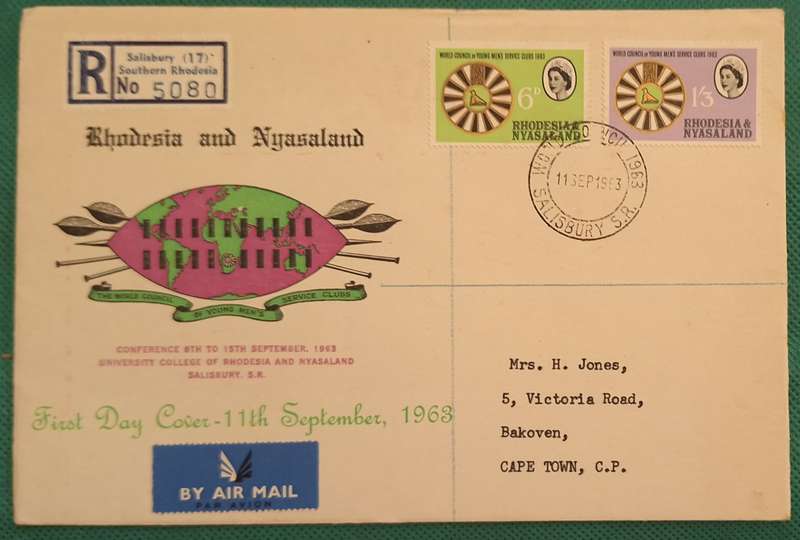 R
Salisbury (17)
Southern Rhodesia
No 5080
Rhodesia and Nyasaland
WORLD COUNCIL OF YOUNG MEN'S SERVICE CLUBS 1963
6D
RHODESIA &
NYASALAND
WORLD COUNCIL OF YOUNG MEN'S SERVICE CLUBS 1963
1/3
RHODESIA &
NYASALAND
1963
11 SEP 1963
SALISBURY S.R.
THE WORLD COUNCIL
OF YOUNG MEN'S
SERVICE CLUBS
CONFERENCE 8TH TO 15TH SEPTEMBER, 1963
UNIVERSITY COLLEGE OF RHODESIA AND NYASALAND
SALISBURY, S.R.
First Day Cover - 11th September, 1963
BY AIR MAIL
PAR AVION
Mrs. H. Jones,
5, Victoria Road,
Bakoven,
CAPE TOWN, C.P.